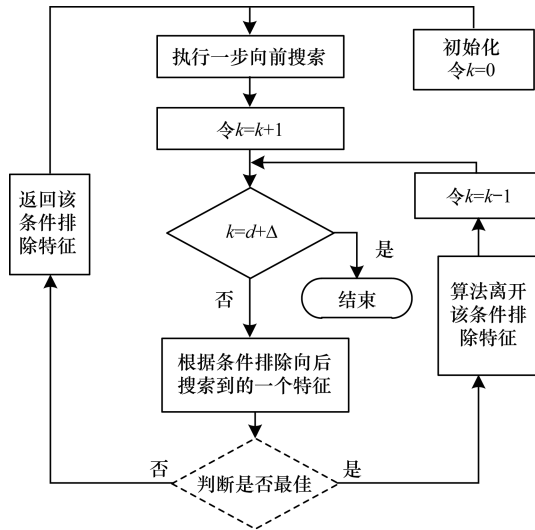 执行一步向前搜索
初始化
令k=0
令k=k+1
返回该
条件排
除特征
令k=k−1
k=d+Δ
是
否
结束
算法离开
该条件排
除特征
根据条件排除向后
搜索到的一个特征
否
判断是否最佳
是